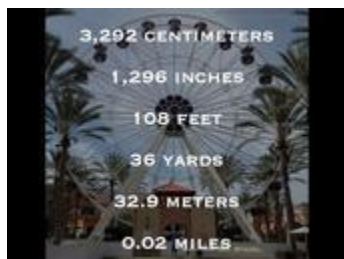 3,292 CENTIMETERS
1,296 INCHES
108 FEET
36 YARDS
32.9 METERS
0.02 MILES